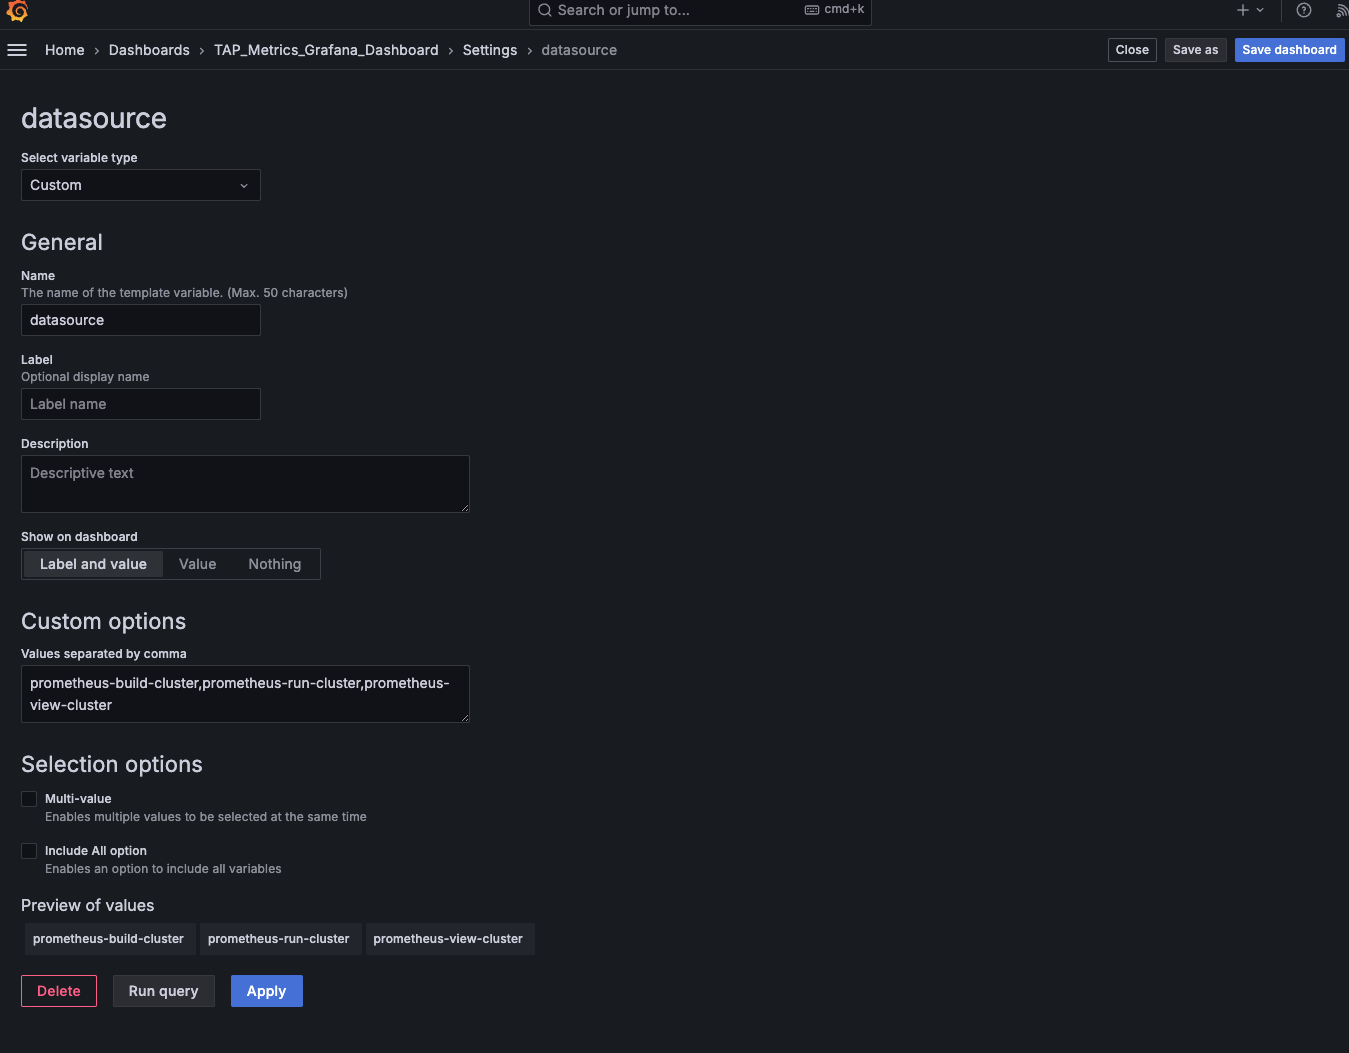 Search or jump to...
cmd+k
Home › Dashboards › TAP_Metrics_Grafana_Dashboard › Settings › datasource
Close
Save as
Save dashboard
datasource
Select variable type
Custom
General
Name
The name of the template variable. (Max. 50 characters)
datasource
Label
Optional display name
Label name
Description
Descriptive text
Show on dashboard
Label and value
Value
Nothing
Custom options
Values separated by comma
prometheus-build-cluster,prometheus-run-cluster,prometheus-
view-cluster
Selection options
Multi-value
Enables multiple values to be selected at the same time
Include All option
Enables an option to include all variables
Preview of values
prometheus-build-cluster
prometheus-run-cluster
prometheus-view-cluster
Delete
Run query
Apply